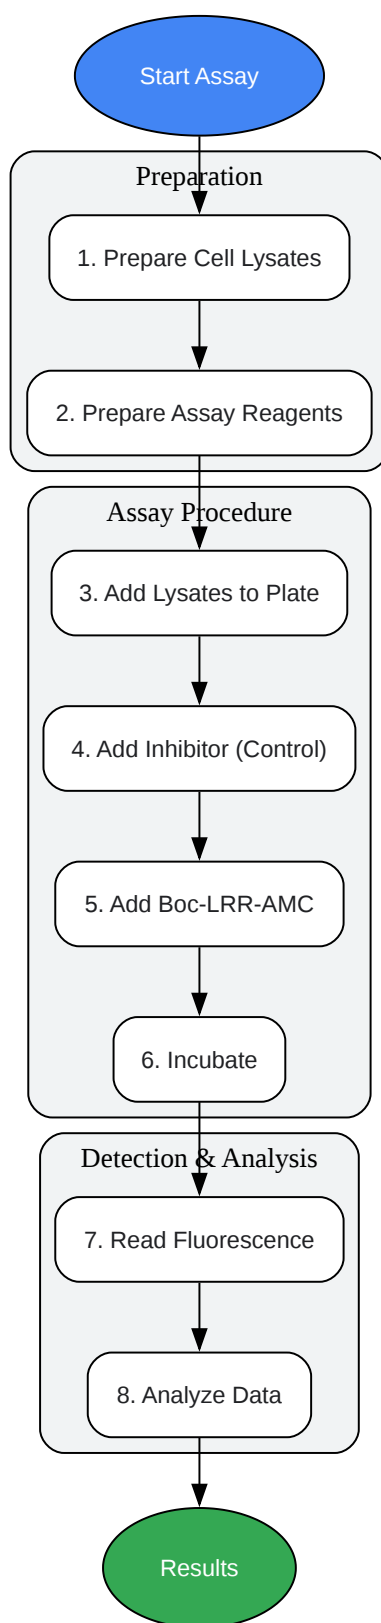 Start Assay
Preparation
1. Prepare Cell Lysates
2. Prepare Assay Reagents
Assay Procedure
3. Add Lysates to Plate
4. Add Inhibitor (Control)
5. Add Boc-LRR-AMC
6. Incubate
Detection & Analysis
7. Read Fluorescence
8. Analyze Data
Results